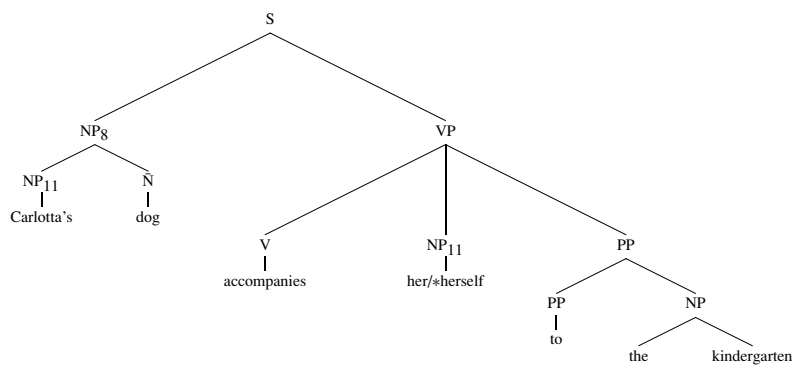 S
NP8 VP
NP11 N̄
Carlotta's dog
V NP11 PP
accompanies her/∗herself
PP NP
to
the kindergarten